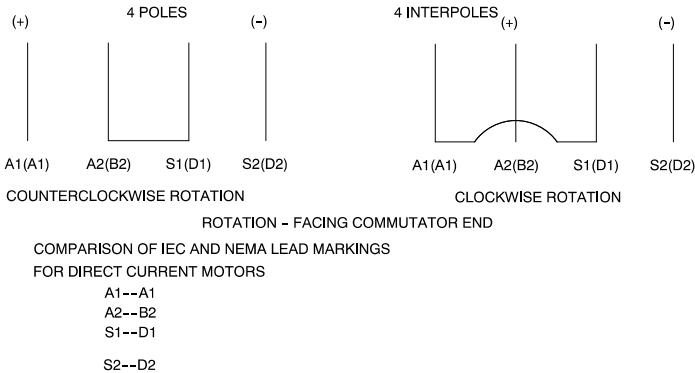 4 POLES 4 INTERPOLES
(+) (-) (+) (-)
A1(A1) A2(B2) S1(D1) S2(D2) A1(A1) A2(B2) S1(D1) S2(D2)
COUNTERCLOCKWISE ROTATION CLOCKWISE ROTATION
ROTATION - FACING COMMUTATOR END
COMPARISON OF IEC AND NEMA LEAD MARKINGS
FOR DIRECT CURRENT MOTORS
A1--A1
A2--B2
S1--D1
S2--D2